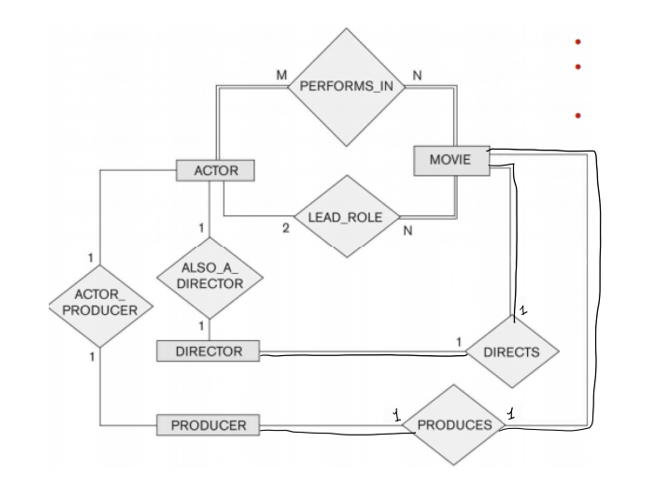 M
PERFORMS_IN
N
MOVIE
ACTOR
LEAD_ROLE
2
N
1
ALSO_A_
DIRECTOR
1
1
ACTOR_
PRODUCER
1
DIRECTOR
1
1
DIRECTS
PRODUCER
1
PRODUCES
1